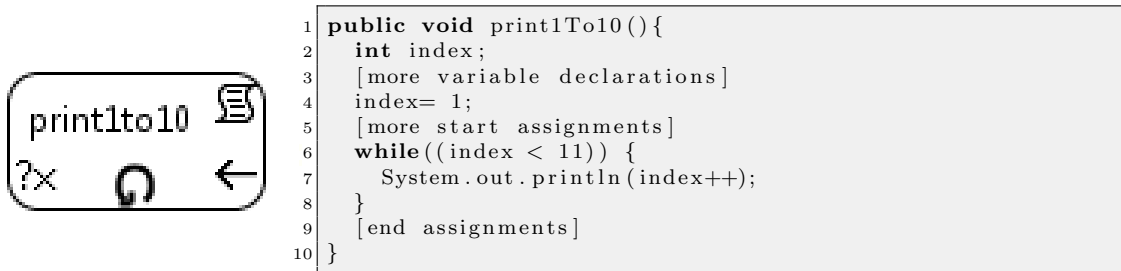 print1to10
?×
1 public void print1To10(){
2 int index;
3 [more variable declarations]
4 index= 1;
5 [more start assignments]
6 while((index < 11)) {
7 System.out.println(index++);
8 }
9 [end assignments]
10 }